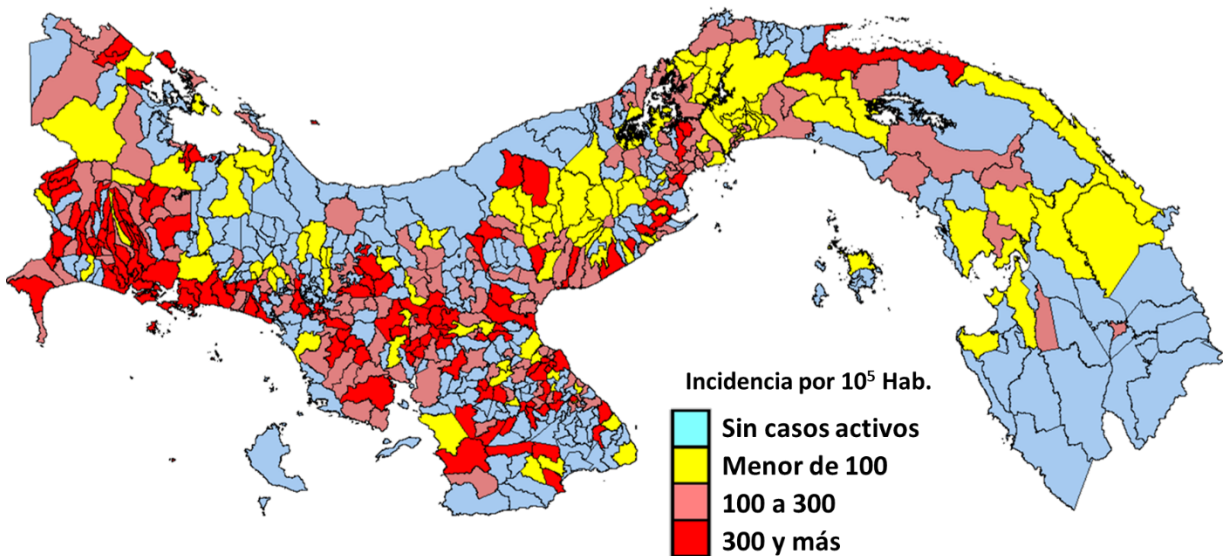 Incidencia por 10⁵ Hab.
Sin casos activos
Menor de 100
100 a 300
300 y más